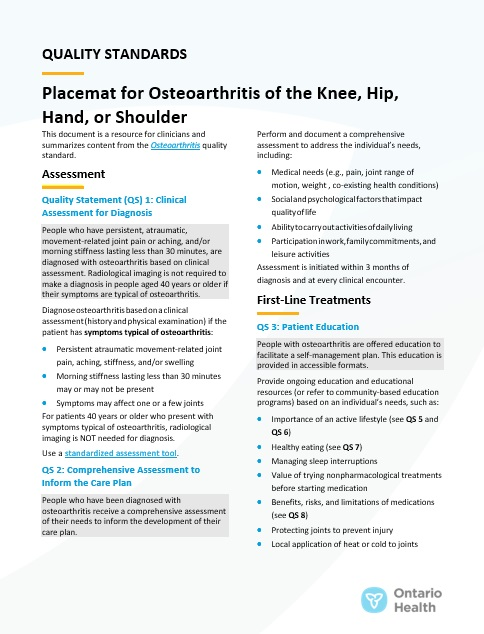 QUALITY STANDARDS
Placemat for Osteoarthritis of the Knee, Hip,
Hand, or Shoulder
This document is a resource for clinicians and
summarizes content from the Osteoarthritis quality
standard.
Assessment
Quality Statement (QS) 1: Clinical
Assessment for Diagnosis
People who have persistent, atraumatic,
movement-related joint pain or aching, and/or
morning stiffness lasting less than 30 minutes, are
diagnosed with osteoarthritis based on clinical
assessment. Radiological imaging is not required to
make a diagnosis in people aged 40 years or older if
their symptoms are typical of osteoarthritis.
Diagnose osteoarthritis based on a clinical
assessment (history and physical examination) if the
patient has symptoms typical of osteoarthritis:
• Persistent atraumatic movement-related joint
pain, aching, stiffness, and/or swelling
• Morning stiffness lasting less than 30 minutes
may or may not be present
• Symptoms may affect one or a few joints
For patients 40 years or older who present with
symptoms typical of osteoarthritis, radiological
imaging is NOT needed for diagnosis.
Use a standardized assessment tool.
QS 2: Comprehensive Assessment to
Inform the Care Plan
People who have been diagnosed with
osteoarthritis receive a comprehensive assessment
of their needs to inform the development of their
care plan.
Perform and document a comprehensive
assessment to address the individual's needs,
including:
• Medical needs (e.g., pain, joint range of
motion, weight , co-existing health conditions)
• Social and psychological factors that impact
quality of life
• Ability to carry out activities of daily living
• Participation in work, family commitments, and
leisure activities
Assessment is initiated within 3 months of
diagnosis and at every clinical encounter.
First-Line Treatments
QS 3: Patient Education
People with osteoarthritis are offered education to
facilitate a self-management plan. This education is
provided in accessible formats.
Provide ongoing education and educational
resources (or refer to community-based education
programs) based on an individual's needs, such as:
• Importance of an active lifestyle (see QS 5 and
QS 6)
• Healthy eating (see QS 7)
• Managing sleep interruptions
• Value of trying nonpharmacological treatments
before starting medication
• Benefits, risks, and limitations of medications
(see QS 8)
• Protecting joints to prevent injury
• Local application of heat or cold to joints
Ontario
Health